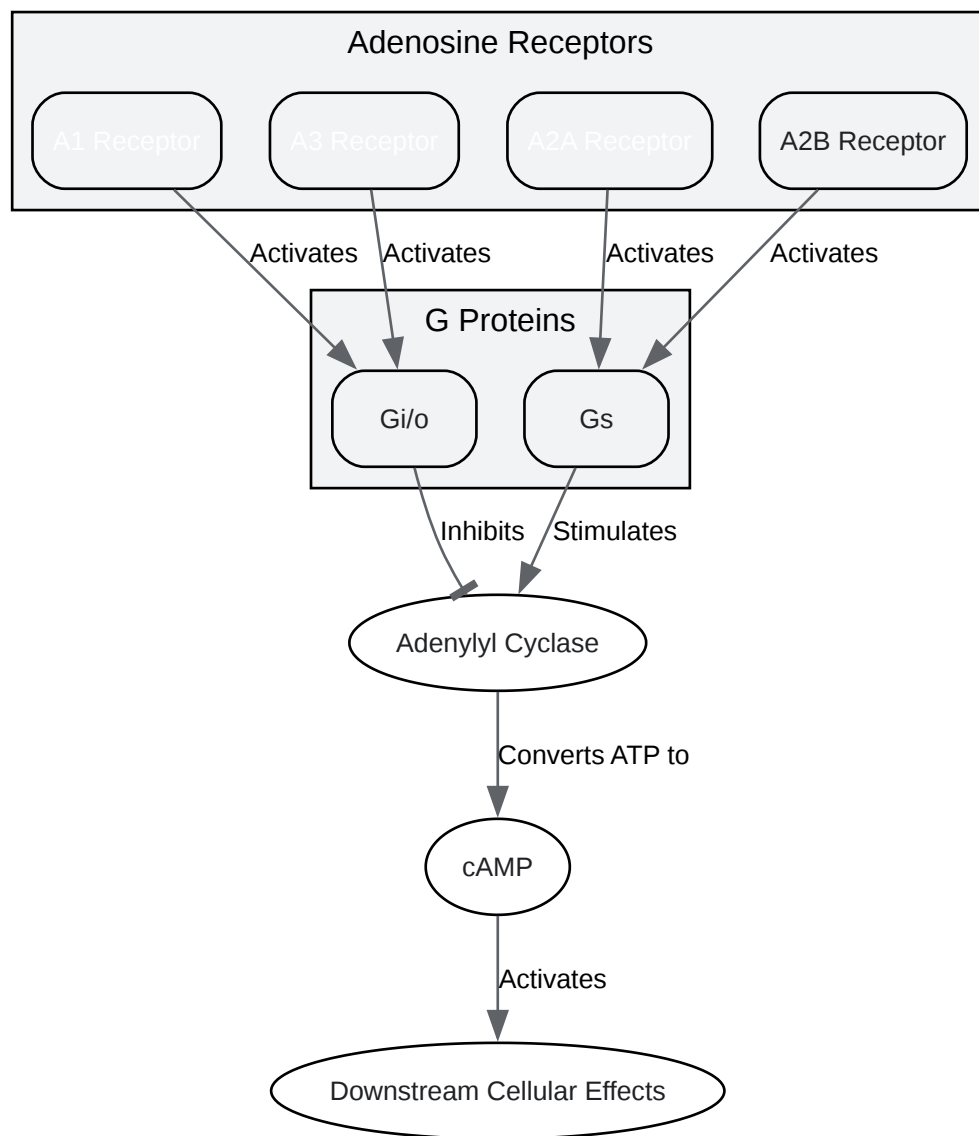 Adenosine Receptors
A1 Receptor
A3 Receptor
A2A Receptor
A2B Receptor
Activates
Activates
Activates
Activates
G Proteins
Gi/o
Gs
Inhibits
Stimulates
Adenylyl Cyclase
Converts ATP to
cAMP
Activates
Downstream Cellular Effects